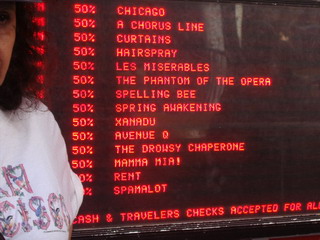 50% CHICAGO
50% A CHORUS LINE
50% CURTAINS
50% HAIRSPRAY
50% LES MISERABLES
50% THE PHANTOM OF THE OPERA
50% SPELLING BEE
50% SPRING AWAKENING
50% XANADU
50% AVENUE Q
50% THE DROWSY CHAPERONE
50% MAMMA MIA!
50% RENT
50% SPAMALOT
CASH & TRAVELERS CHECKS ACCEPTED FOR ALL